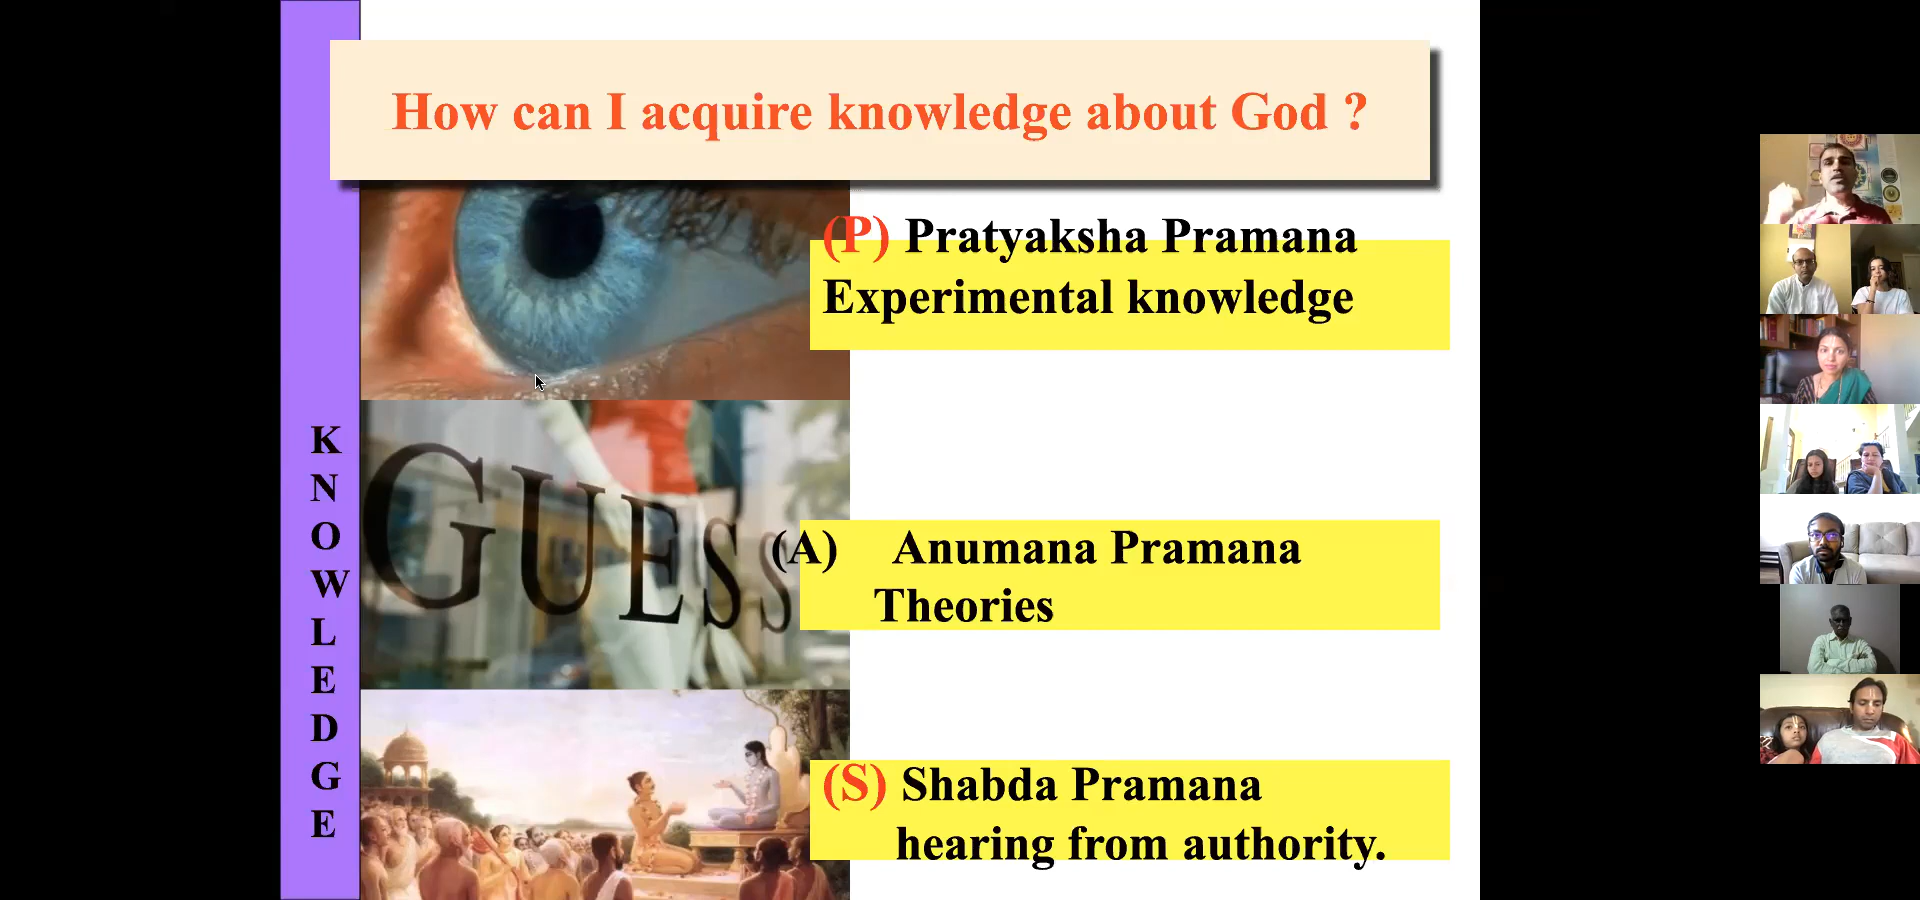 How can I acquire knowledge about God ?
(P) Pratyaksha Pramana
Experimental knowledge
GUESS
(A) Anumana Pramana
Theories
(S) Shabda Pramana
hearing from authority.
K
N
O
W
L
E
D
G
E